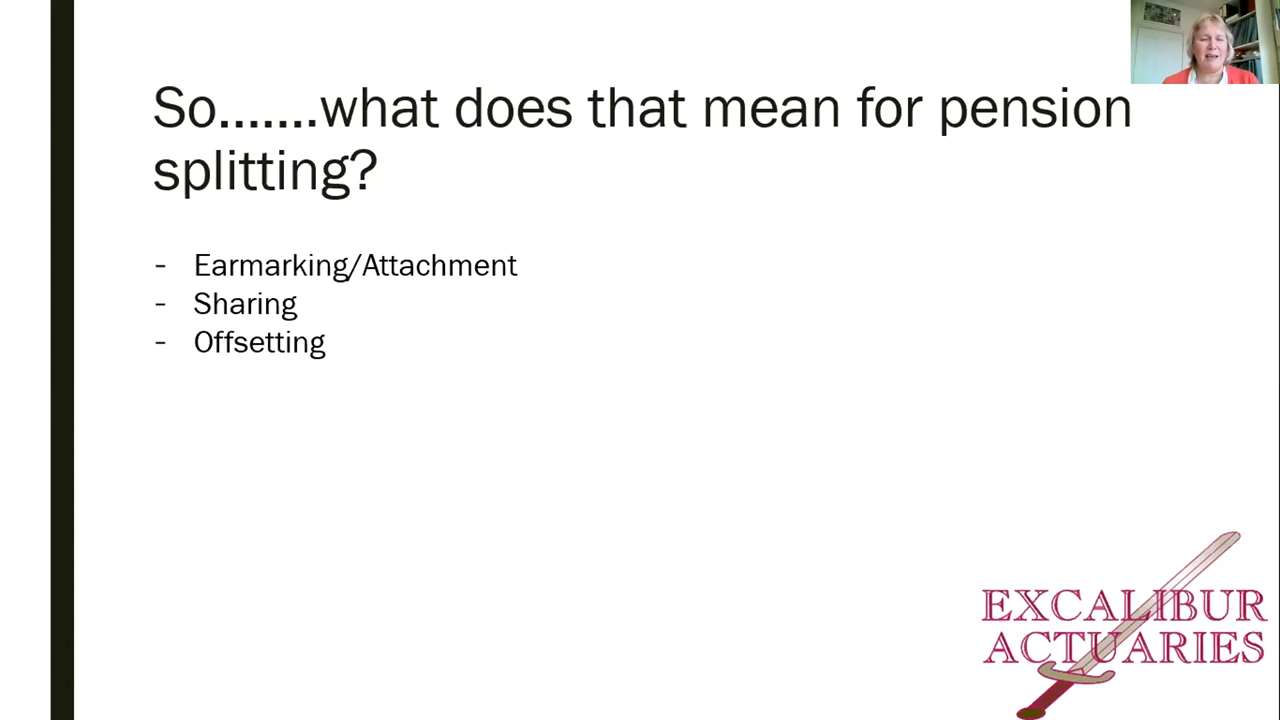 So.......what does that mean for pension
splitting?
- Earmarking/Attachment
- Sharing
- Offsetting
EXCALIBUR
ACTUARIES